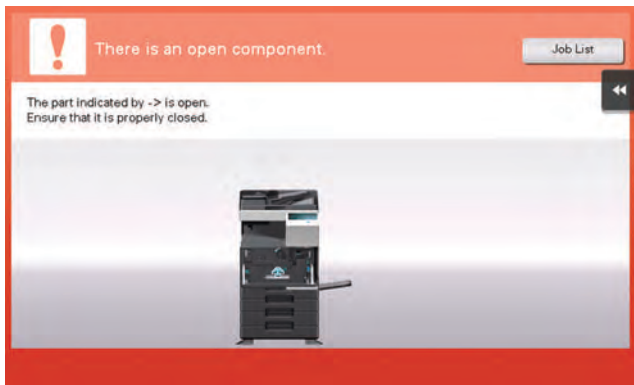 There is an open component.
Job List
The part indicated by -> is open.
Ensure that it is properly closed.